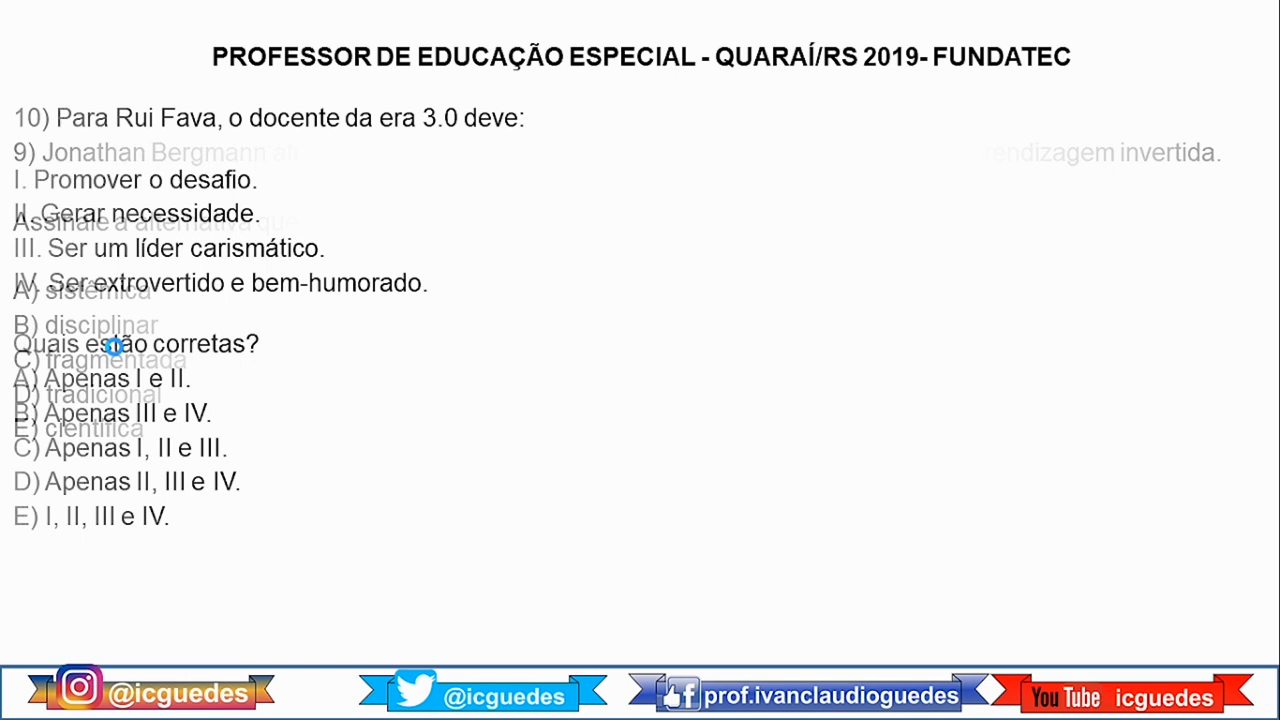 PROFESSOR DE EDUCAÇÃO ESPECIAL - QUARAÍ/RS 2019- FUNDATEC
10) Para Rui Fava, o docente da era 3.0 deve:
9) Jonathan Bergmann
invertida.
I. Promover o desafio.
II. Gerar necessidade.
Assinale a alternativa que
III. Ser um líder carismático.
IV. Ser extrovertido e bem-humorado.
A) sistêmica
B) disciplinar
Quais estão corretas?
C) fragmentada
A) Apenas I e II.
D) tradicional
B) Apenas III e IV.
E) científica
C) Apenas I, II e III.
D) Apenas II, III e IV.
E) I, II, III e IV.
@icguedes
@icguedes
prof.ivanclaudioguedes
You Tube icguedes